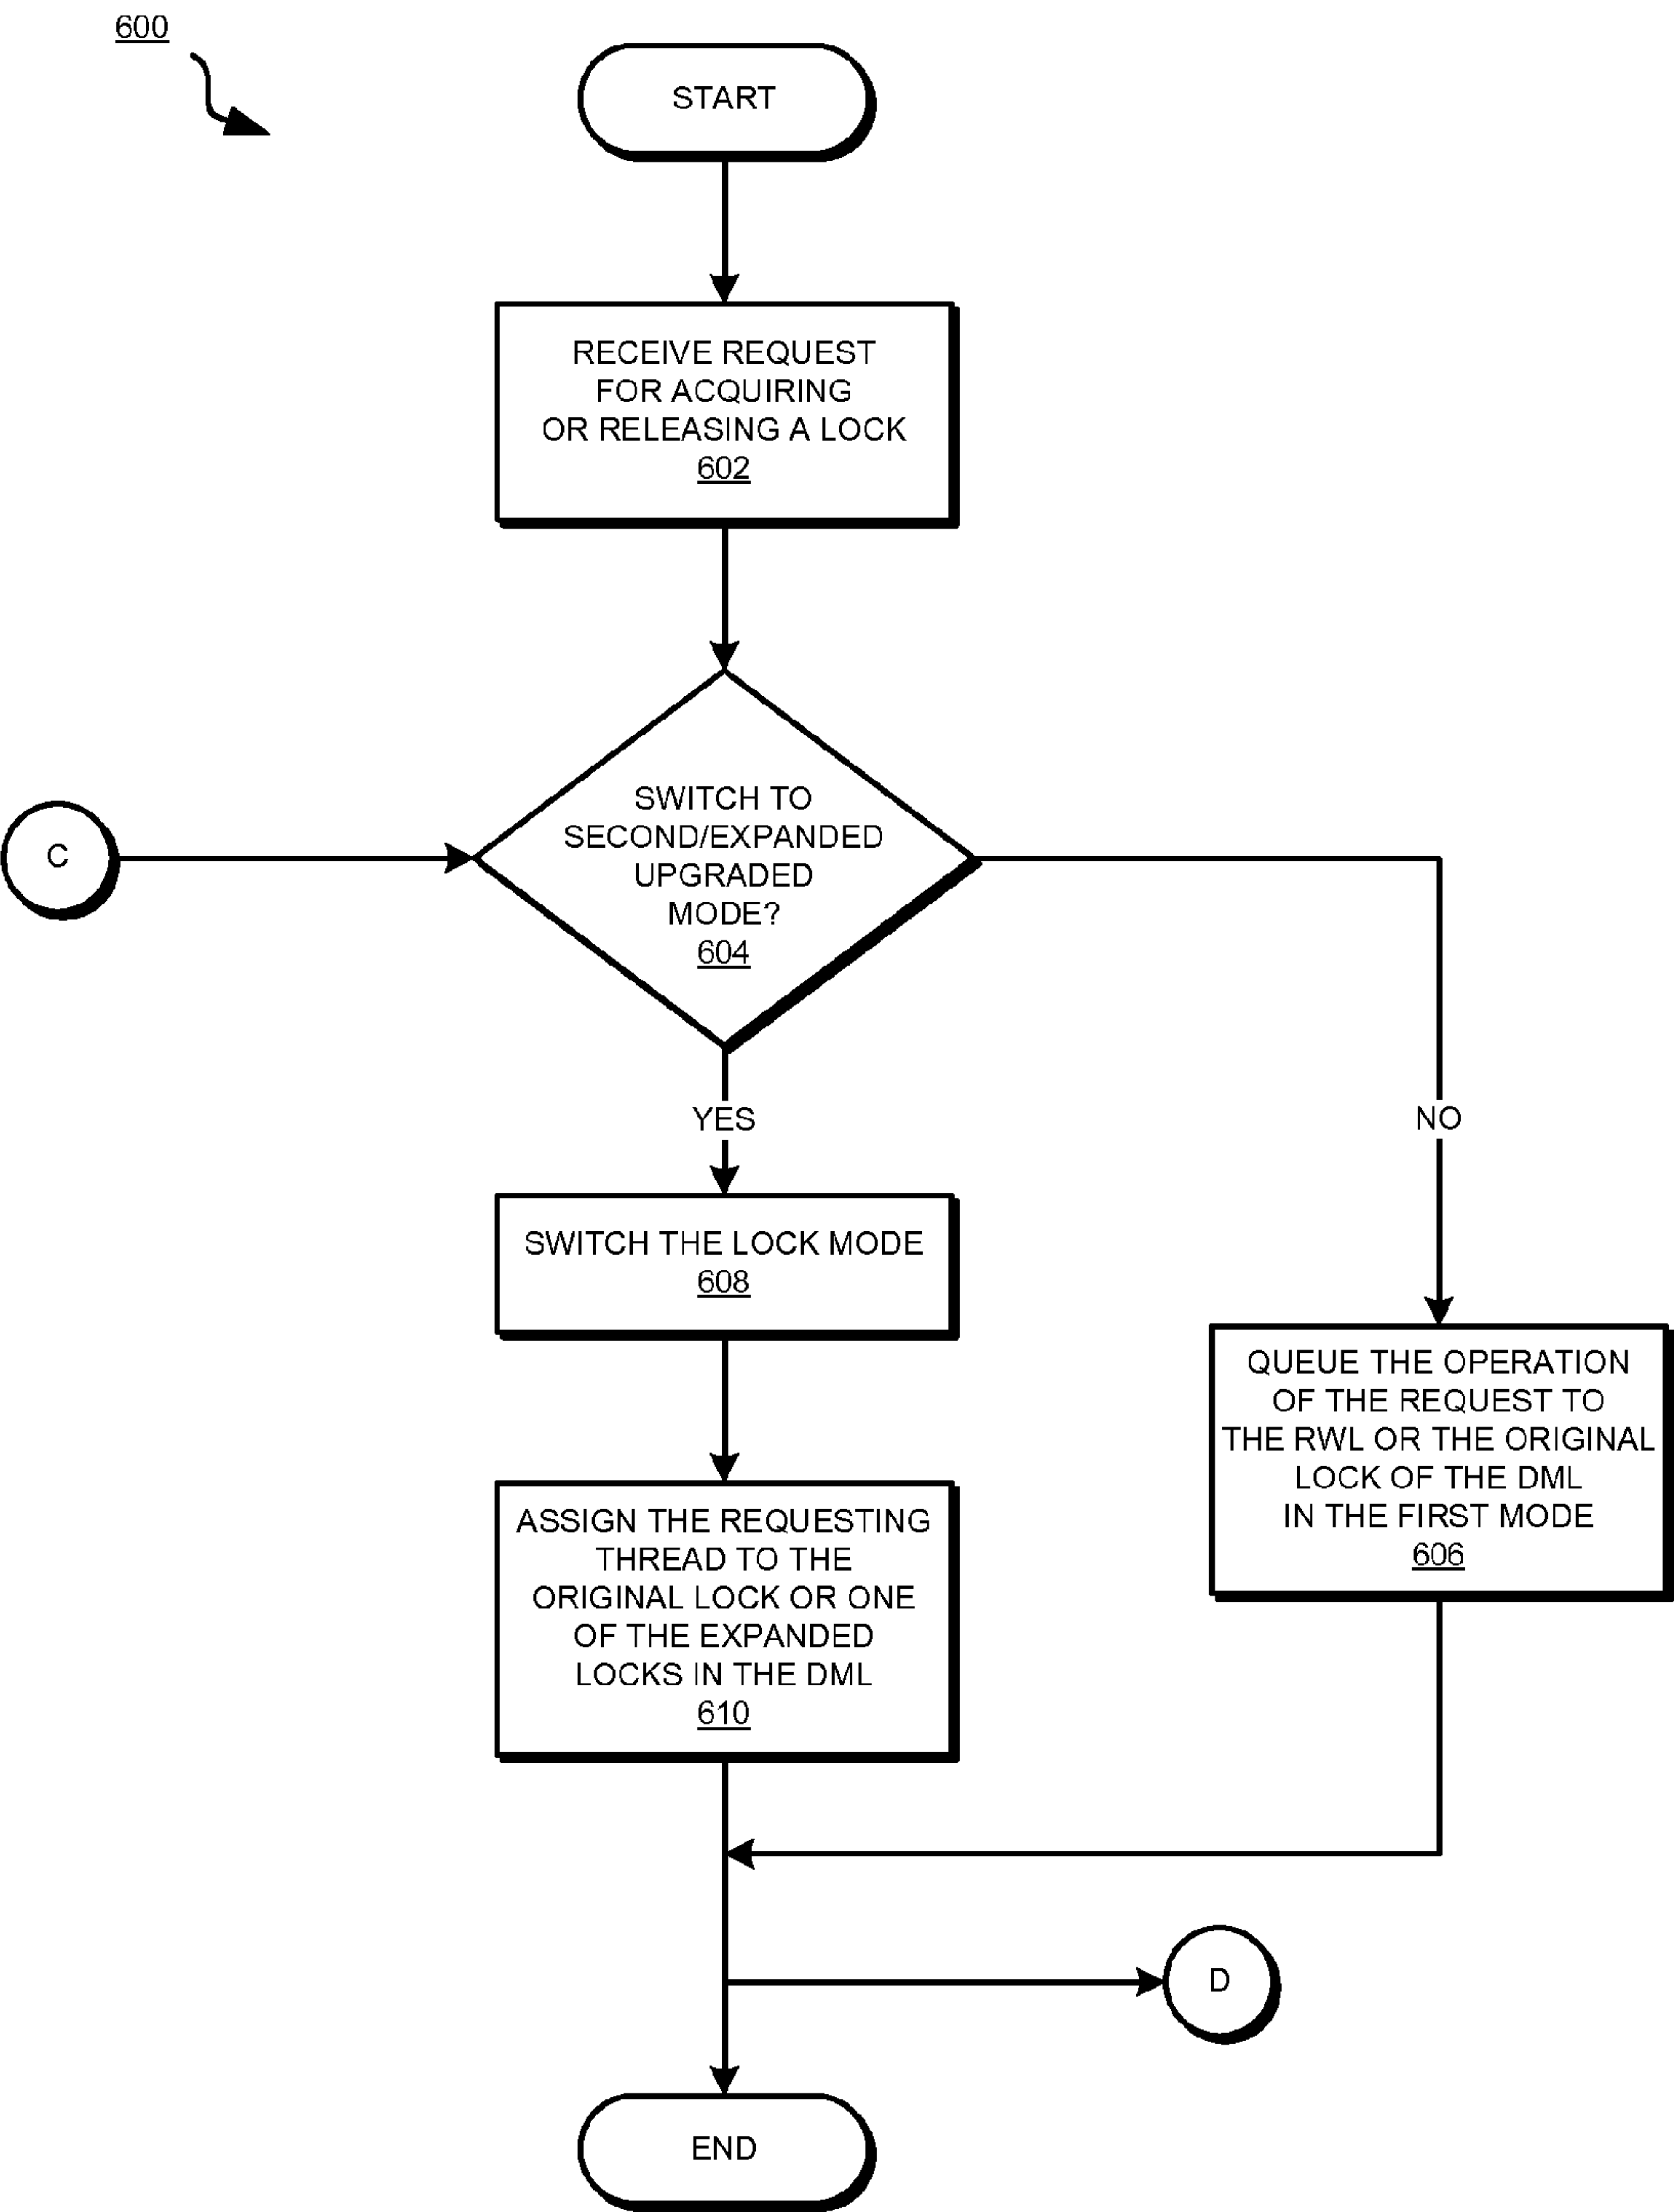 600
START
RECEIVE REQUEST
FOR ACQUIRING
OR RELEASING A LOCK
602
SWITCH TO
SECOND/EXPANDED
UPGRADED
MODE?
604
C
YES
NO
SWITCH THE LOCK MODE
608
QUEUE THE OPERATION
OF THE REQUEST TO
THE RWL OR THE ORIGINAL
LOCK OF THE DML
IN THE FIRST MODE
606
ASSIGN THE REQUESTING
THREAD TO THE
ORIGINAL LOCK OR ONE
OF THE EXPANDED
LOCKS IN THE DML
610
D
END